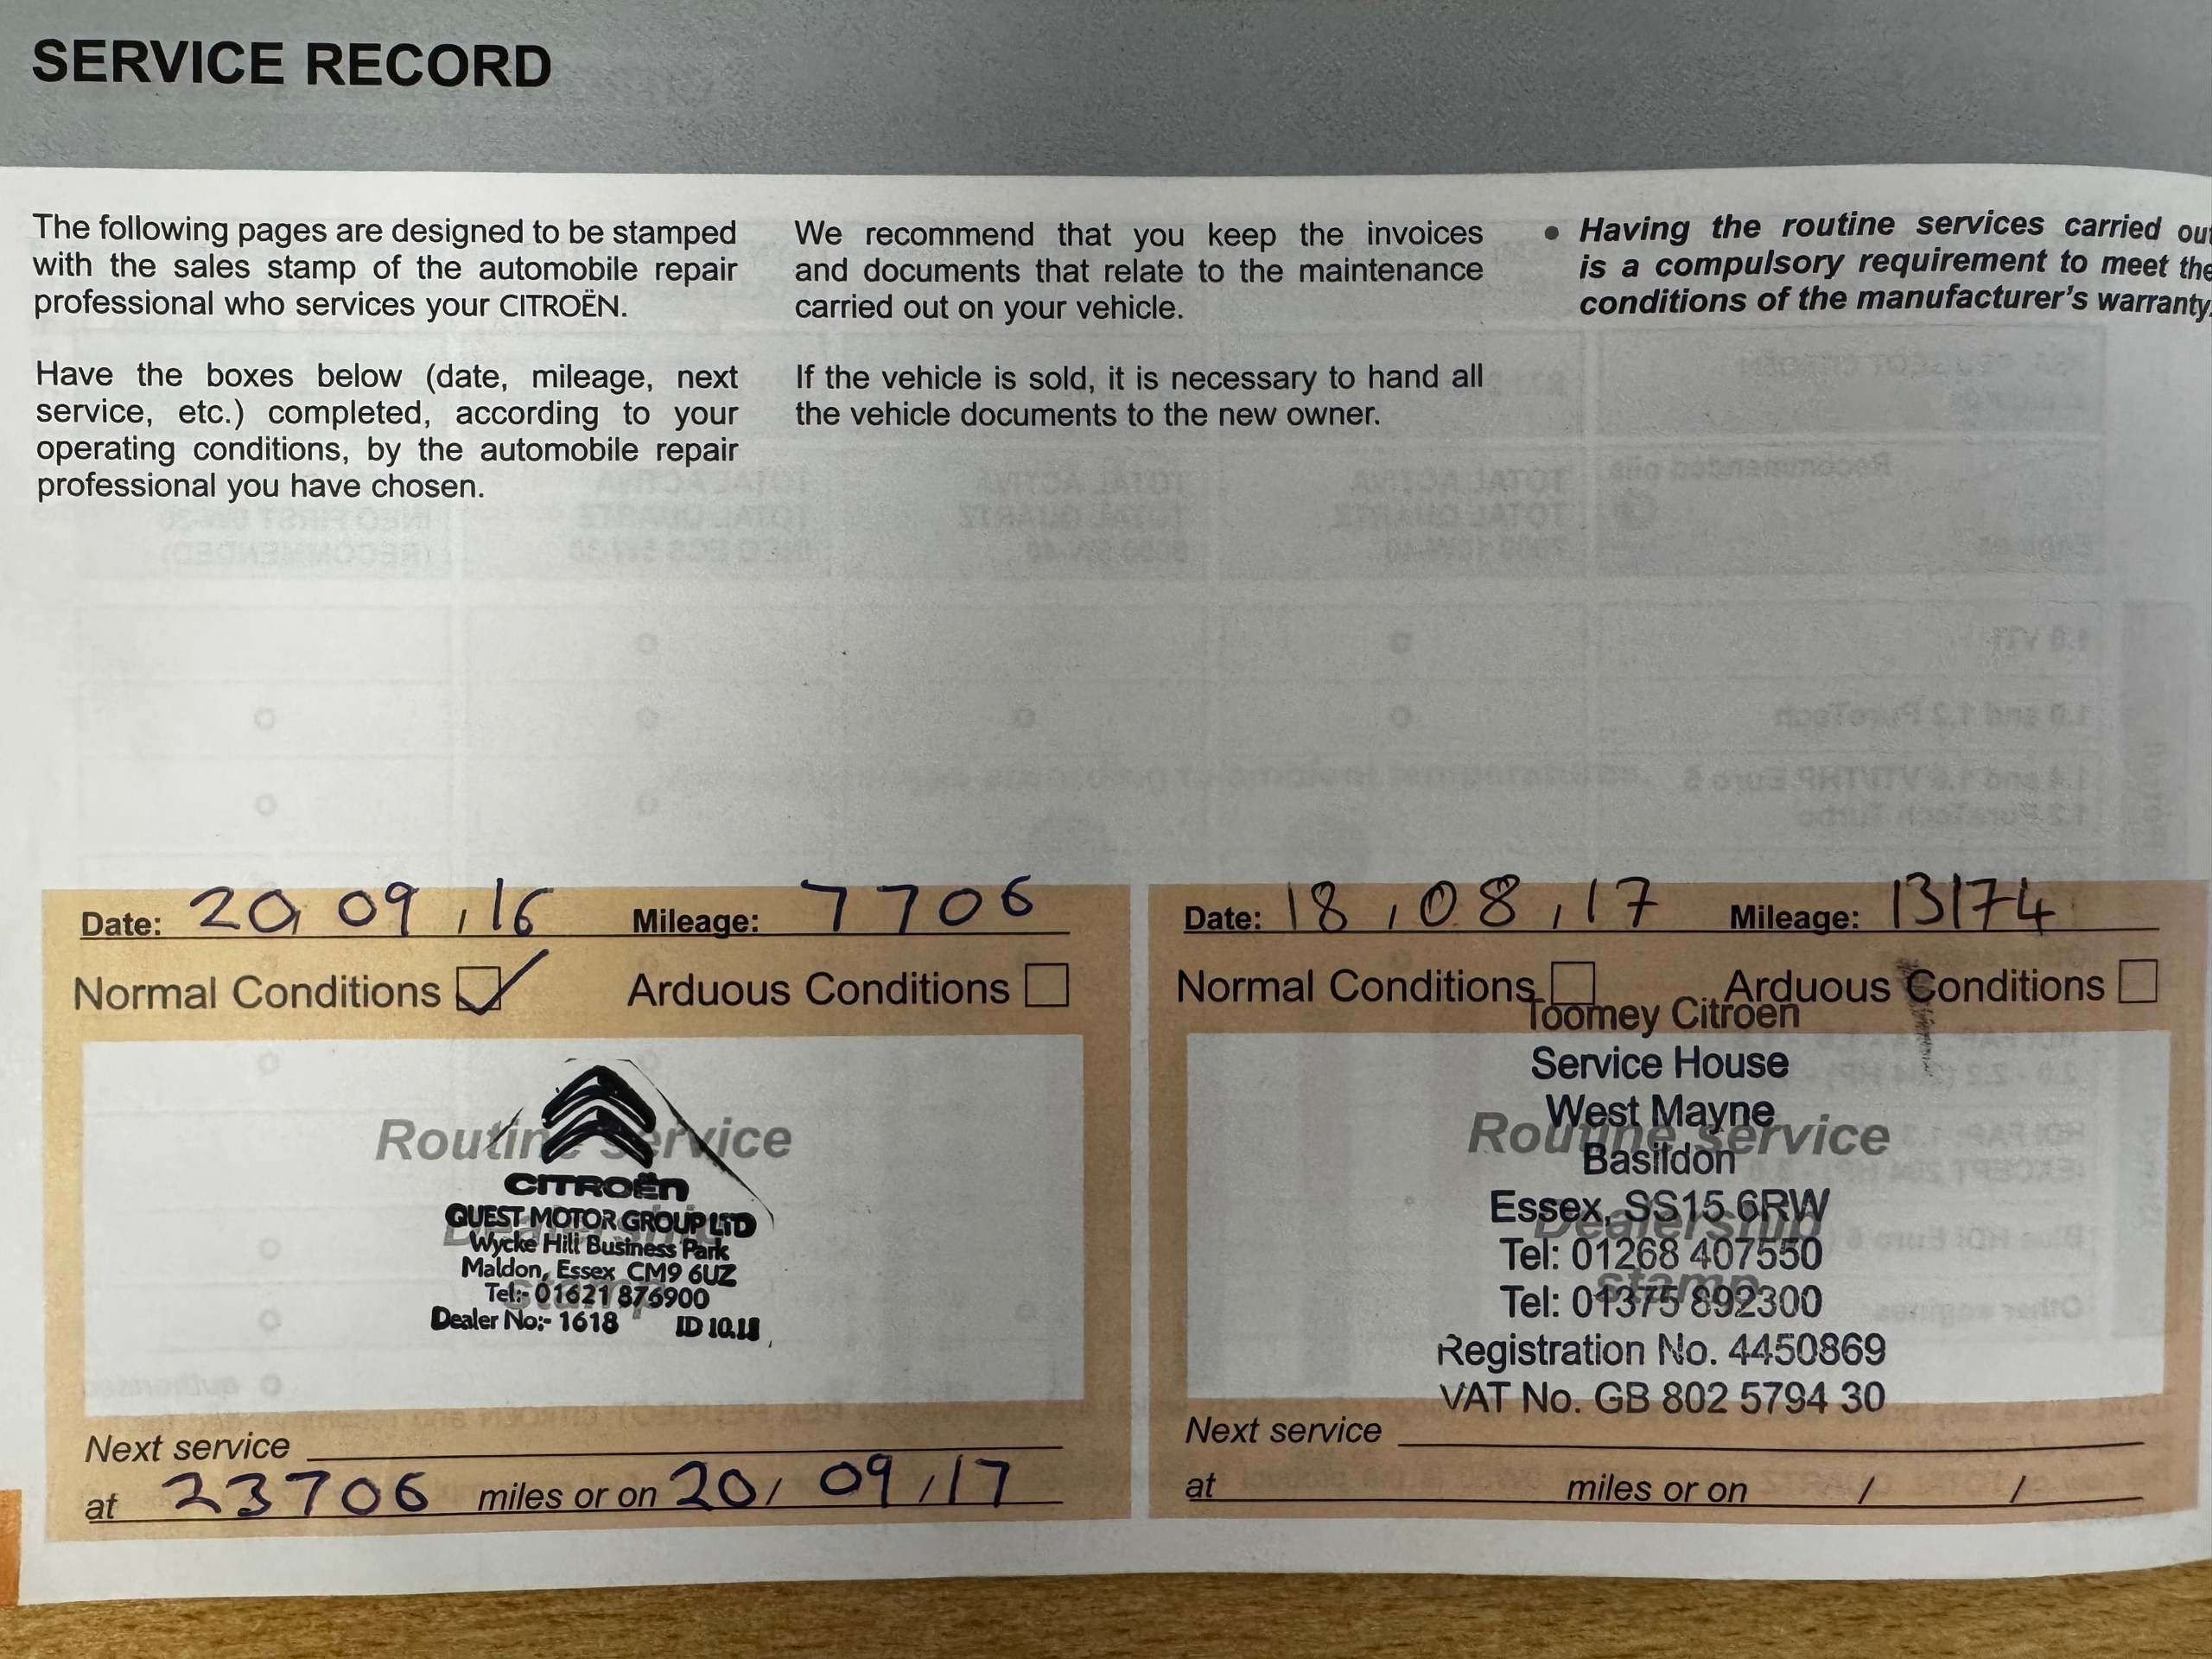 SERVICE RECORD
The following pages are designed to be stamped
with the sales stamp of the automobile repair
professional who services your CITROËN.
Have the boxes below (date, mileage, next
service, etc.) completed, according to your
operating conditions, by the automobile repair
professional you have chosen.
We recommend that you keep the invoices
and documents that relate to the maintenance
carried out on your vehicle.
If the vehicle is sold, it is necessary to hand all
the vehicle documents to the new owner.
• Having the routine services carried out
is a compulsory requirement to meet the
conditions of the manufacturer's warranty.
Date: 20/09/16 Mileage: 7706
Normal Conditions ✓ Arduous Conditions
Routine service
Dealership
stamp
CITROËN
QUEST MOTOR GROUP LTD
Wycke Hill Business Park
Maldon, Essex CM9 6UZ
Tel:- 01621 876900
Dealer No:- 1618 ID 10.18
Next service
at 23706 miles or on 20/09/17
Date: 18/08/17 Mileage: 13174
Normal Conditions Arduous Conditions
Routine service
Dealership
stamp
Toomey Citroen
Service House
West Mayne
Basildon
Essex, SS15 6RW
Tel: 01268 407550
Tel: 01375 892300
Registration No. 4450869
VAT No. GB 802 5794 30
Next service
at miles or on / /